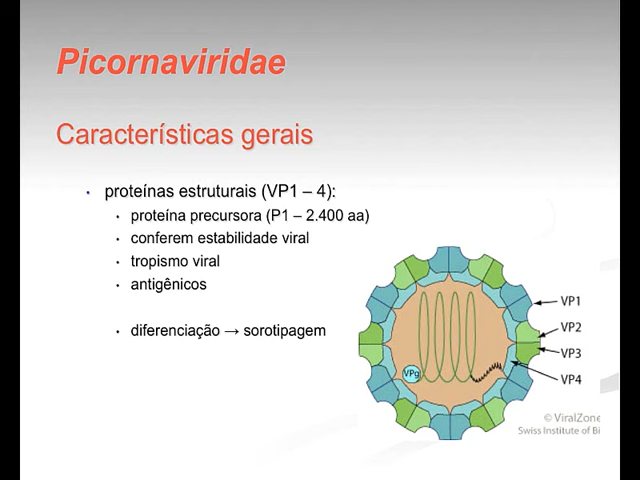 Picornaviridae
Características gerais
• proteínas estruturais (VP1 – 4):
• proteína precursora (P1 – 2.400 aa)
• conferem estabilidade viral
• tropismo viral
• antigênicos
• diferenciação → sorotipagem
VP1
VP2
VP3
VP4
VPg
© ViralZone
Swiss Institute of Bi